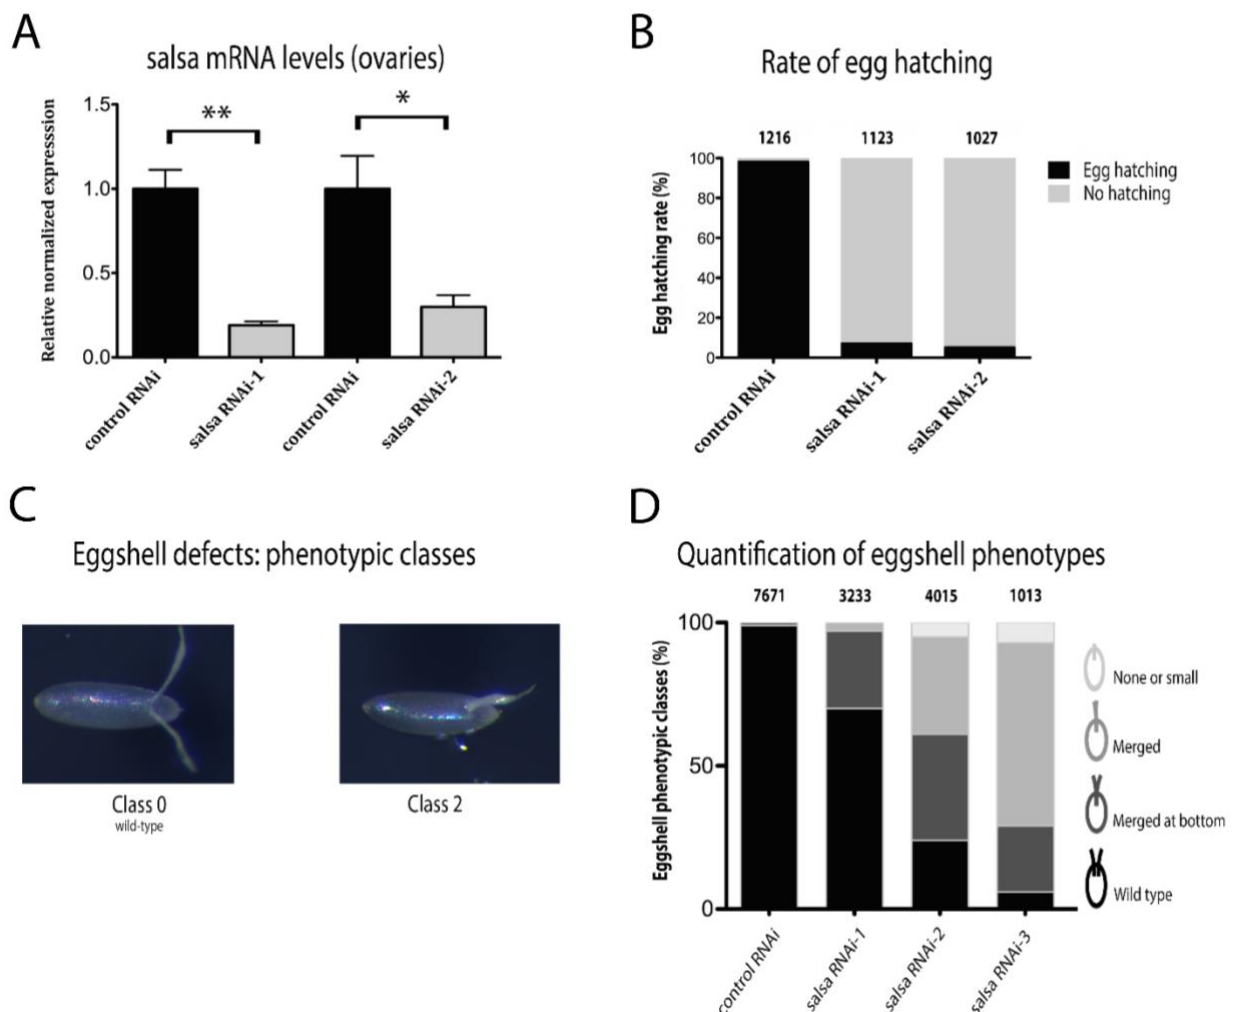 A
salsa mRNA levels (ovaries)
Relative normalized expresssion
1.5
1.0
0.5
0.0
**
*
control RNAi
salsa RNAi-1
control RNAi
salsa RNAi-2
B
Rate of egg hatching
1216 1123 1027
Egg hatching rate (%)
100
80
60
40
20
0
Egg hatching
No hatching
control RNAi
salsa RNAi-1
salsa RNAi-2
C
Eggshell defects: phenotypic classes
Class 0
wild-type
Class 2
D
Quantification of eggshell phenotypes
7671 3233 4015 1013
Eggshell phenotypic classes (%)
100
50
0
None or small
Merged
Merged at bottom
Wild type
control RNAi
salsa RNAi-1
salsa RNAi-2
salsa RNAi-3